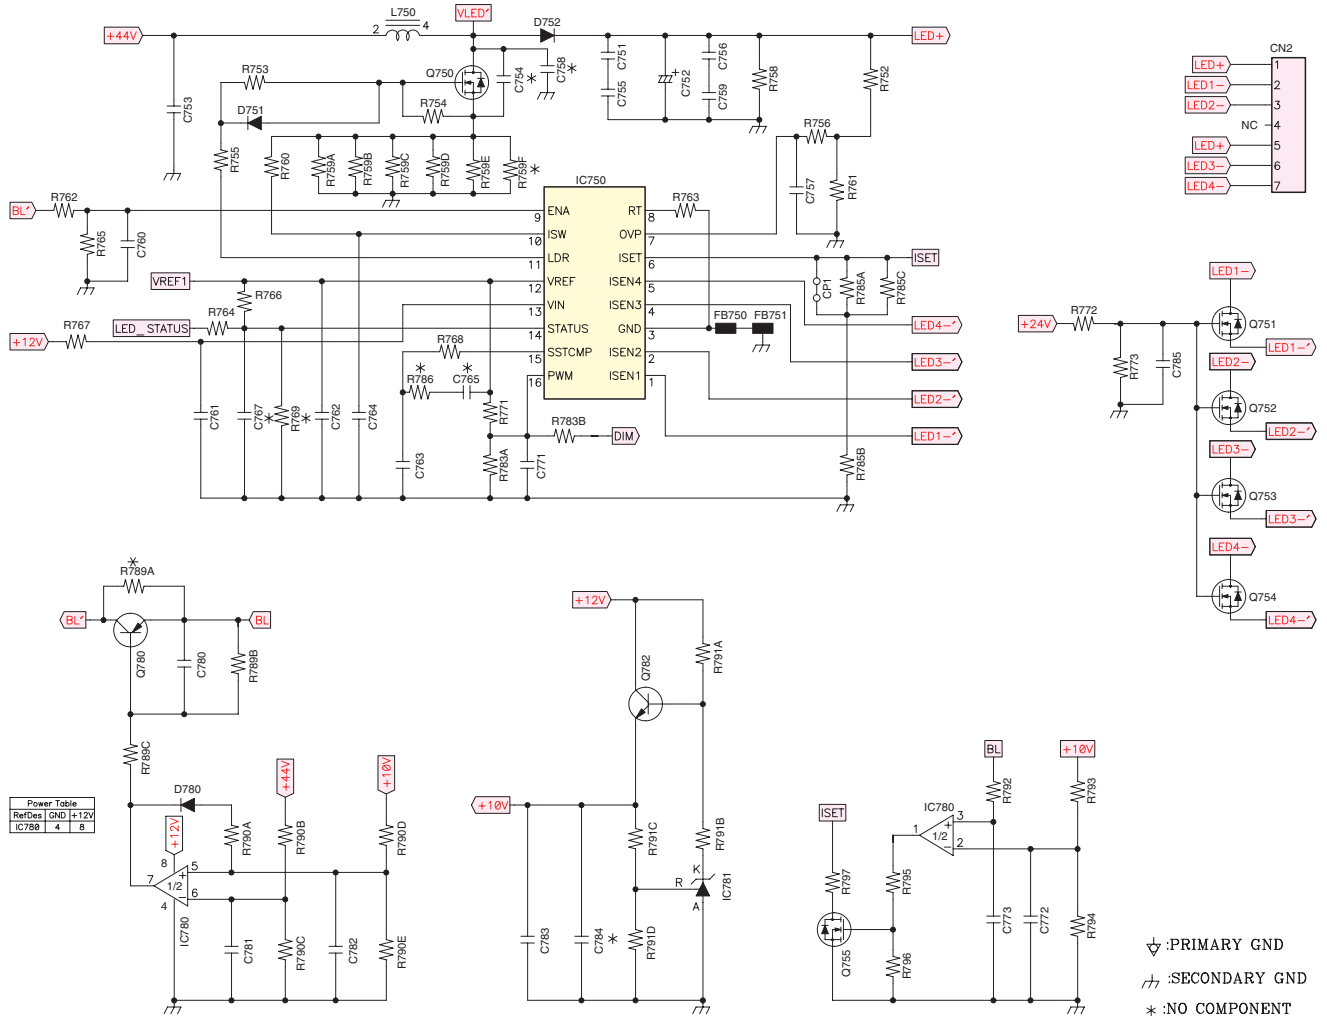 +44V
L750
2
4
VLED'
D752
LED+
R753
Q750
C754
*
C758
*
C751
C755
C752
+
C756
C759
R758
R752
C753
D751
R754
R755
R760
R759A
R759B
R759C
R759D
R759E
R759F
*
R756
C757
R761
CN2
LED+
1
LED1-
2
LED2-
3
NC
4
LED+
5
LED3-
6
LED4-
7
BL'
R762
R765
C760
IC750
9
ENA
10
ISW
11
LDR
12
VREF
13
VIN
14
STATUS
15
SSTCMP
16
PWM
RT
8
OVP
7
ISET
6
ISEN4
5
ISEN3
4
GND
3
ISEN2
2
ISEN1
1
R763
ISET
CP1
R785A
R785C
VREF1
R766
LED_STATUS
R764
+12V
R767
R768
*
R786
*
C765
FB750
FB751
LED4-'
LED3-'
LED2-'
LED1-'
C761
C767
*
R769
*
C762
C764
C763
R771
R783A
C771
R783B
DIM
R785B
+24V
R772
R773
C785
LED1-
Q751
LED1-'
LED2-
Q752
LED2-'
LED3-
Q753
LED3-'
LED4-
Q754
LED4-'
*
R789A
BL'
BL
Q780
C780
R789B
R789C
D780
+12V
+44V
+10V
R790A
R790B
R790D
8
5
+
7
1/2
6
-
4
IC780
C781
R790C
C782
R790E
Power Table
RefDes GND +12V
IC780 4 8
+12V
Q782
R791A
+10V
R791C
R791B
K
R
A
IC781
C783
C784
*
R791D
BL
+10V
R792
R793
IC780
ISET
1
1/2
+
3
-
2
R797
R795
Q755
R796
C773
C772
R794
:PRIMARY GND
:SECONDARY GND
* :NO COMPONENT